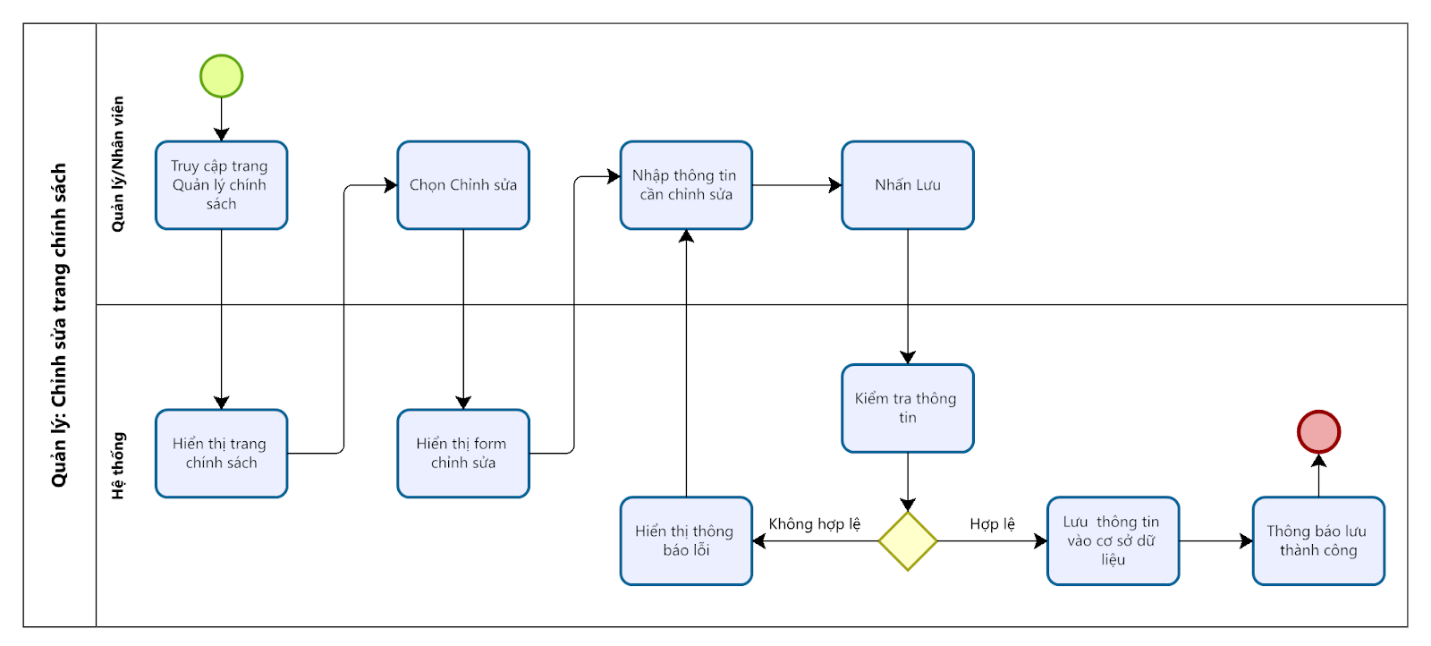 Quản lý: Chỉnh sửa trang chính sách
Quản lý/Nhân viên
Truy cập trang
Quản lý chính
sách
Chọn Chỉnh sửa
Nhập thông tin
cần chỉnh sửa
Nhấn Lưu
Hệ thống
Hiển thị trang
chính sách
Hiển thị form
chỉnh sửa
Kiểm tra thông
tin
Hiển thị thông
báo lỗi
Không hợp lệ
Hợp lệ
Lưu thông tin
vào cơ sở dữ
liệu
Thông báo lưu
thành công